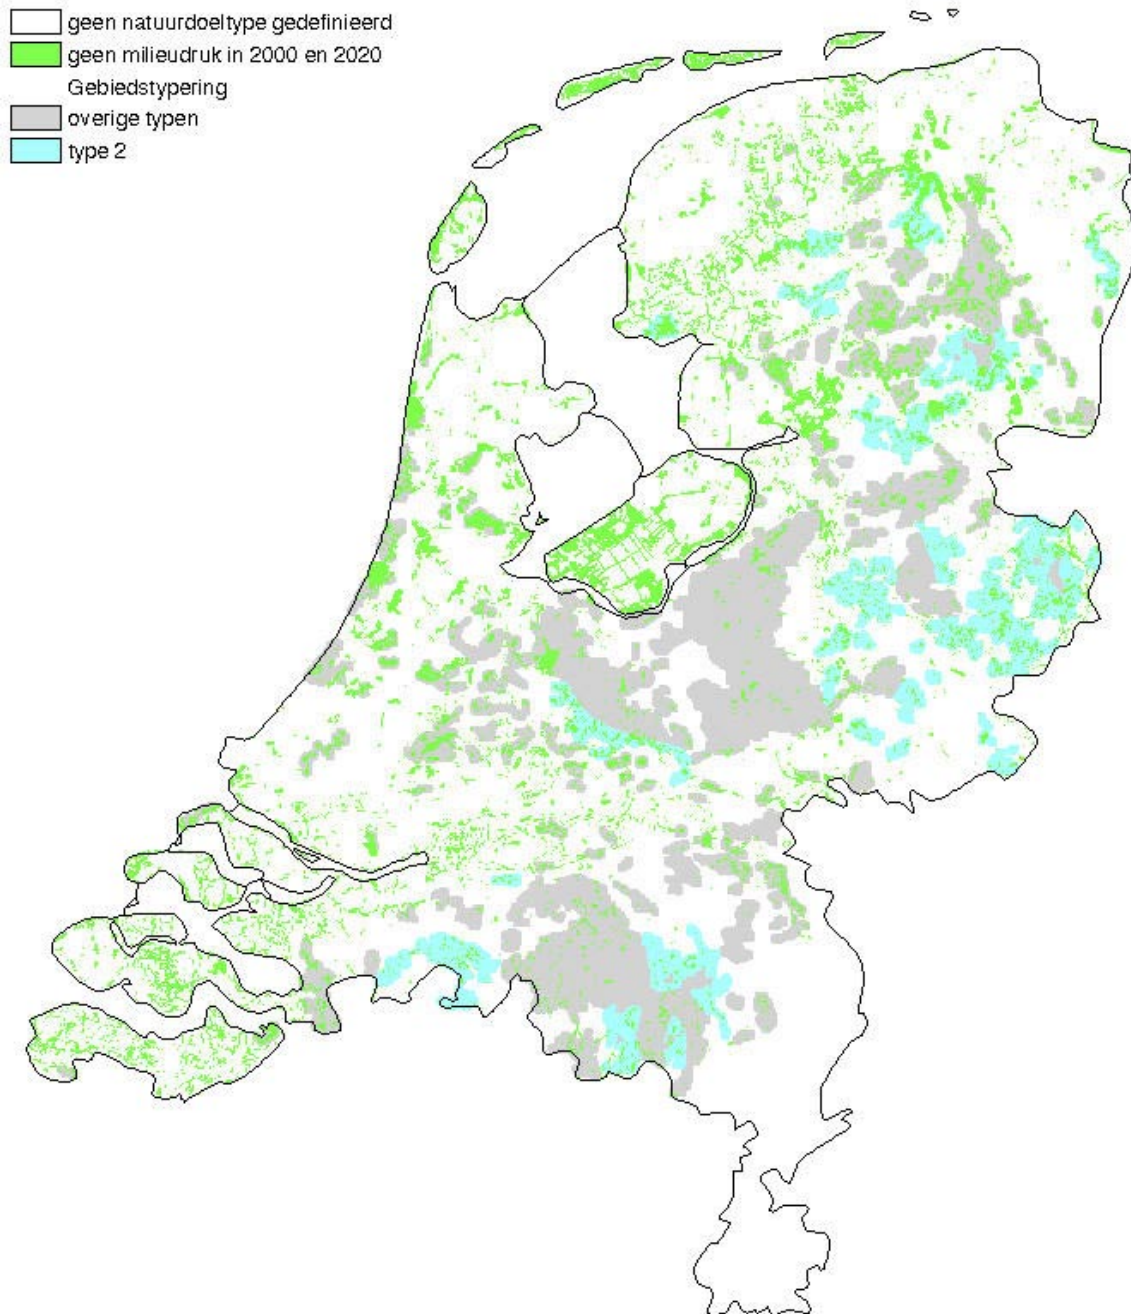 geen natuurdoeltype gedefinieerd
geen milieudruk in 2000 en 2020
Gebiedstypering
overige typen
type 2